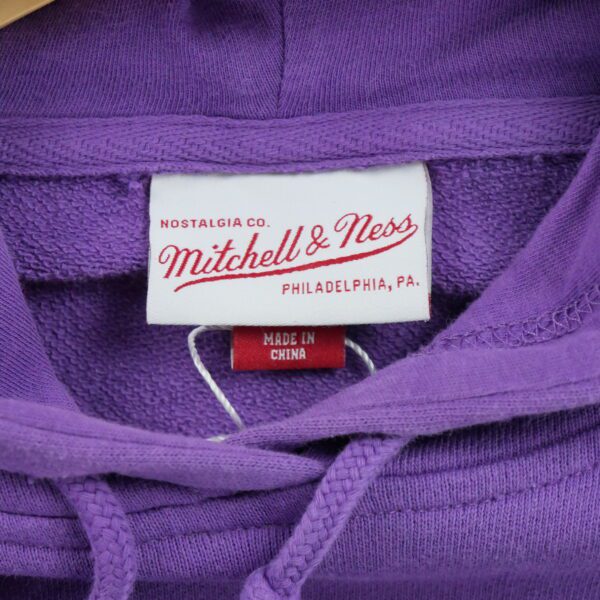 NOSTALGIA CO.
Mitchell & Ness
PHILADELPHIA, PA.
MADE IN
CHINA